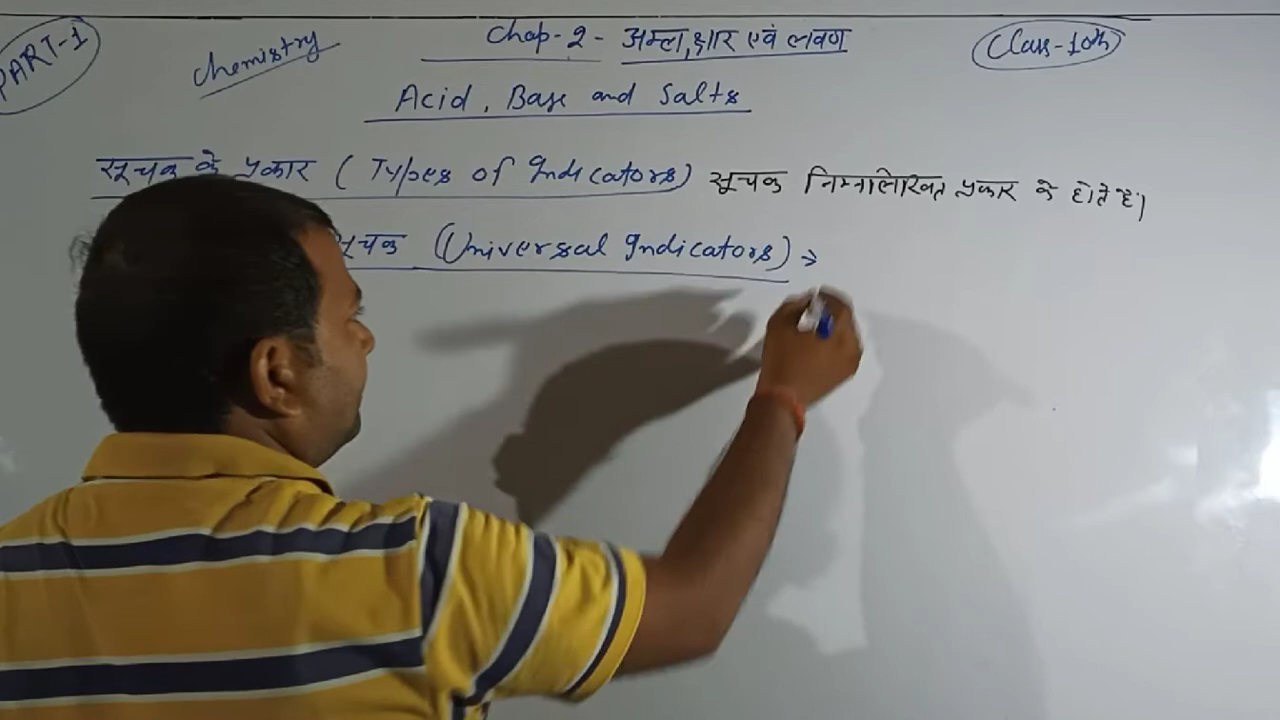 PART-1
Chemistry
Chap-2- अम्ल,क्षार एवं लवण
Class-10th
Acid, Base and Salts
सूचक के प्रकार (Types of Indicators) सूचक निम्नलिखित प्रकार के होते है।
सूचक (Universal Indicators) →